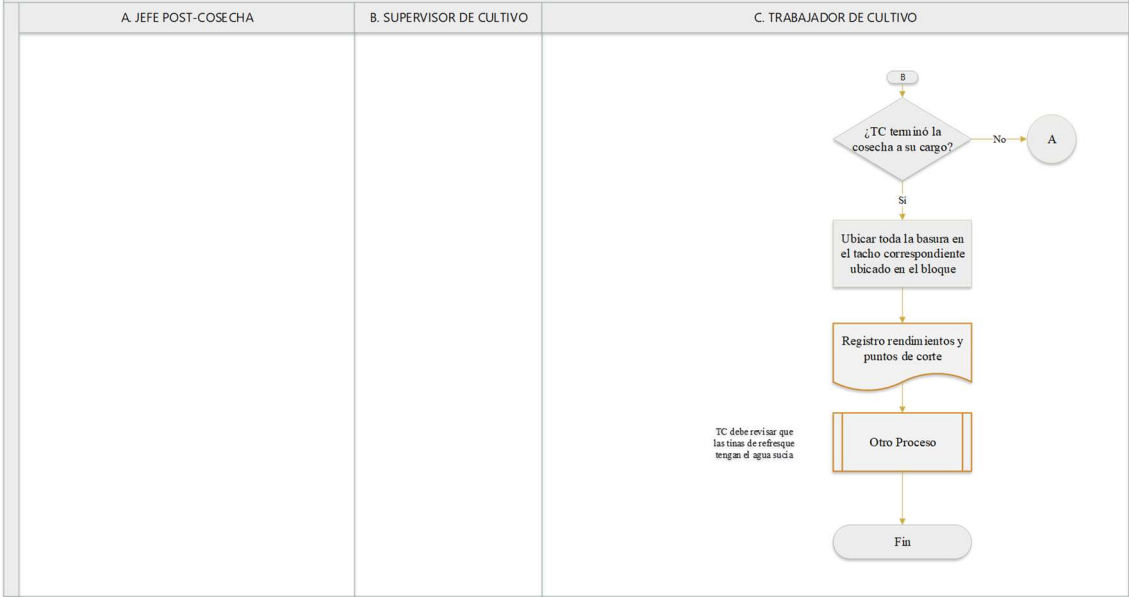 A. JEFE POST-COSECHA
B. SUPERVISOR DE CULTIVO
C. TRABAJADOR DE CULTIVO
B
¿TC terminó la
cosecha a su cargo?
No
A
Si
Ubicar toda la basura en
el tacho correspondiente
ubicado en el bloque
Registro rendimientos y
puntos de corte
TC debe revisar que
las tinas de refresque
tengan el agua sucia
Otro Proceso
Fin